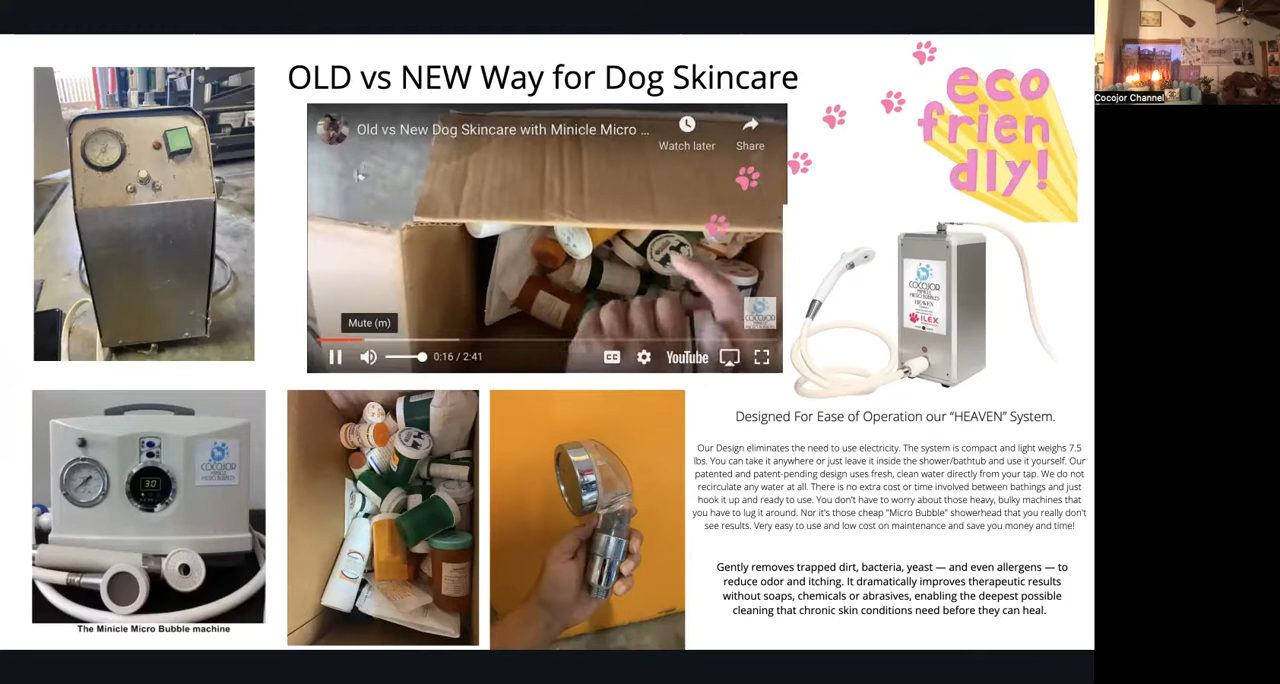 OLD vs NEW Way for Dog Skincare
Old vs New Dog Skincare with Minicle Micro ...
Watch later
Share
Mute (m)
0:16 / 2:41
CC
YouTube
eco
frien
dly!
Cocojor Channel
COCOJOR
MINICLE
MICRO BUBBLES
HEAVEN
ILEX
Designed For Ease of Operation our “HEAVEN” System.
Our Design eliminates the need to use electricity. The system is compact and light weighs 7.5
lbs. You can take it anywhere or just leave it inside the shower/bathtub and use it yourself. Our
patented and patent-pending design uses fresh, clean water directly from your tap. We do not
recirculate any water at all. There is no extra cost or time involved between bathings and just
hook it up and ready to use. You don't have to worry about those heavy, bulky machines that
you have to lug it around. Nor it's those cheap "Micro Bubble" showerhead that you really don't
see results. Very easy to use and low cost on maintenance and save you money and time!
Gently removes trapped dirt, bacteria, yeast — and even allergens — to
reduce odor and itching. It dramatically improves therapeutic results
without soaps, chemicals or abrasives, enabling the deepest possible
cleaning that chronic skin conditions need before they can heal.
COCOJOR
30
The Minicle Micro Bubble machine